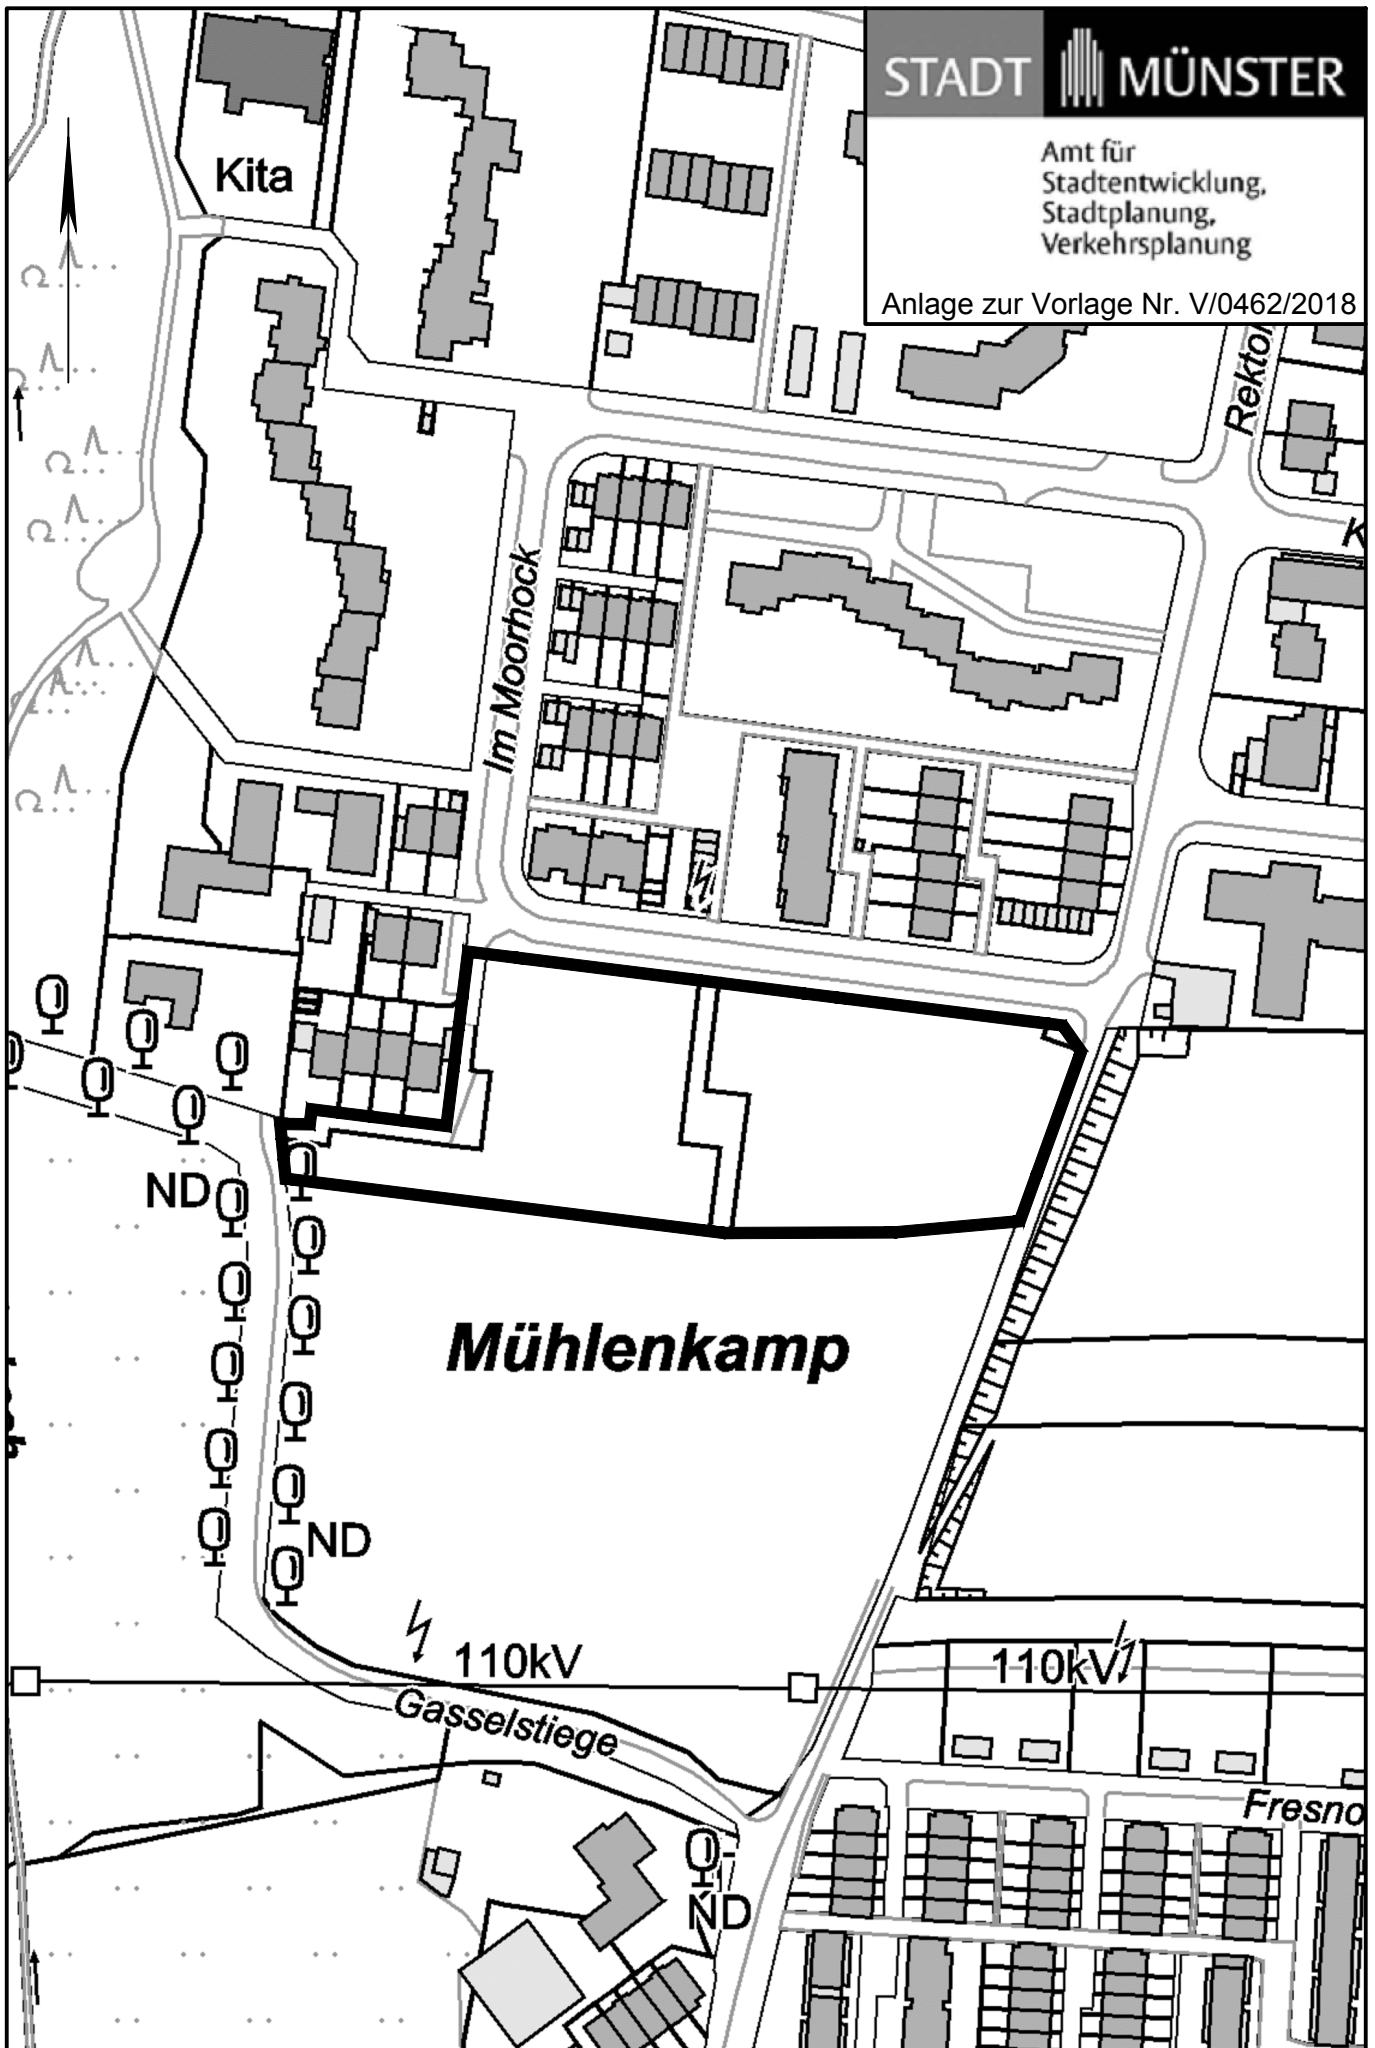 STADT MÜNSTER
Amt für
Stadtentwicklung,
Stadtplanung,
Verkehrsplanung
Anlage zur Vorlage Nr. V/0462/2018
Kita
Rektor
K
Im Moorhock
ND
Mühlenkamp
ND
110kV
110kV
Gasselstiege
Fresno
ND